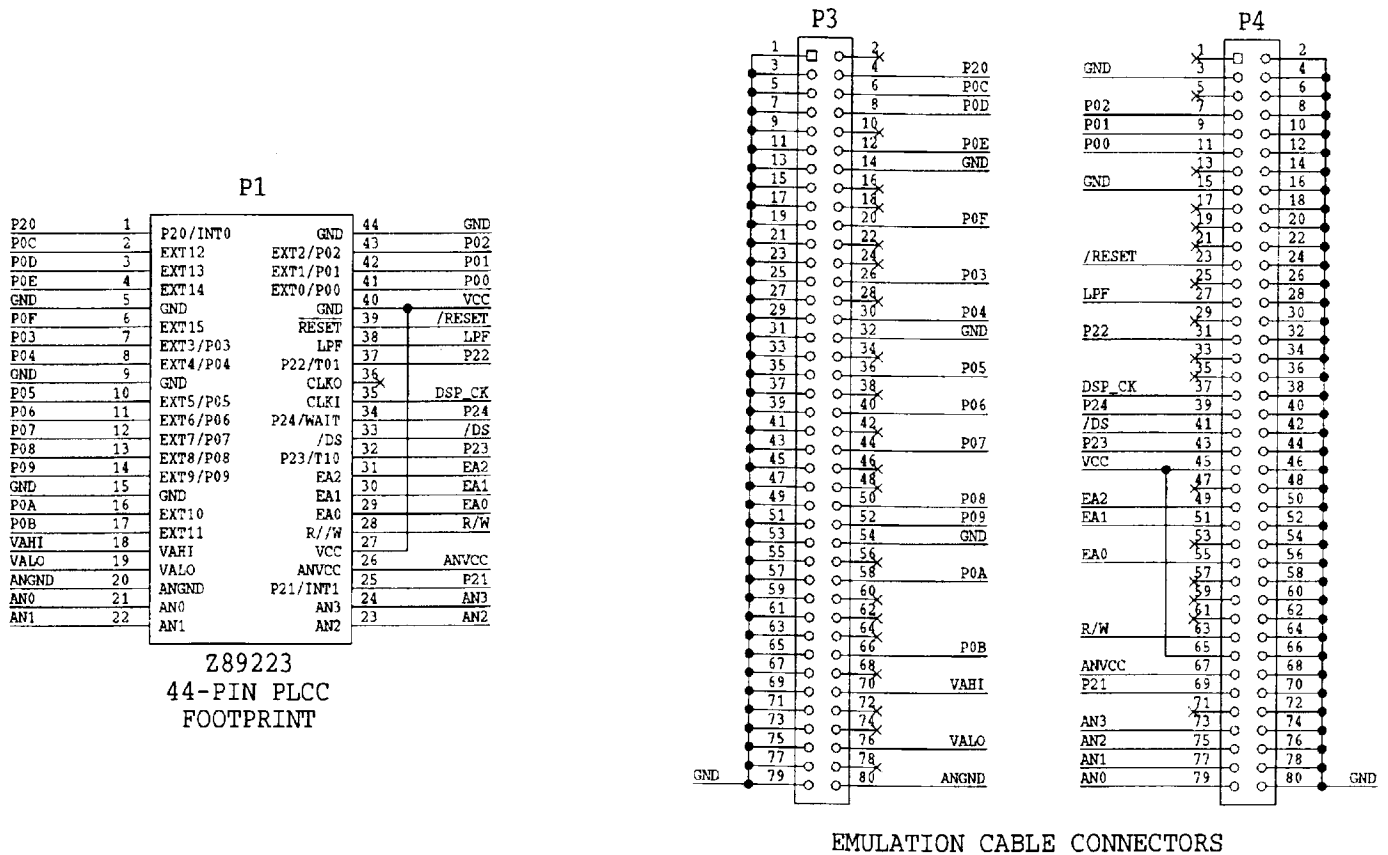 P1
P20 1 P20/INT0 GND 44 GND
P0C 2 EXT12 EXT2/P02 43 P02
P0D 3 EXT13 EXT1/P01 42 P01
P0E 4 EXT14 EXT0/P00 41 P00
GND 5 GND GND 40 VCC
P0F 6 EXT15 RESET 39 /RESET
P03 7 EXT3/P03 LPF 38 LPF
P04 8 EXT4/P04 P22/T01 37 P22
GND 9 GND CLKO 36
P05 10 EXT5/P05 CLKI 35 DSP_CK
P06 11 EXT6/P06 P24/WAIT 34 P24
P07 12 EXT7/P07 /DS 33 /DS
P08 13 EXT8/P08 P23/T10 32 P23
P09 14 EXT9/P09 EA2 31 EA2
GND 15 GND EA1 30 EA1
P0A 16 EXT10 EA0 29 EA0
P0B 17 EXT11 R//W 28 R/W
VAHI 18 VAHI VCC 27
VALO 19 VALO ANVCC 26 ANVCC
ANGND 20 ANGND P21/INT1 25 P21
AN0 21 AN0 AN3 24 AN3
AN1 22 AN1 AN2 23 AN2
Z89223
44-PIN PLCC
FOOTPRINT
P3
1 2
3 4 P20
5 6 P0C
7 8 P0D
9 10
11 12 P0E
13 14 GND
15 16
17 18
19 20 P0F
21 22
23 24
25 26 P03
27 28
29 30 P04
31 32 GND
33 34
35 36 P05
37 38
39 40 P06
41 42
43 44 P07
45 46
47 48
49 50 P08
51 52 P09
53 54 GND
55 56
57 58 P0A
59 60
61 62
63 64
65 66 P0B
67 68
69 70 VAHI
71 72
73 74
75 76 VALO
77 78
GND 79 80 ANGND
P4
1 2
GND 3 4
5 6
P02 7 8
P01 9 10
P00 11 12
13 14
GND 15 16
17 18
19 20
21 22
/RESET 23 24
25 26
LPF 27 28
29 30
P22 31 32
33 34
35 36
DSP_CK 37 38
P24 39 40
/DS 41 42
P23 43 44
VCC 45 46
47 48
EA2 49 50
EA1 51 52
53 54
EA0 55 56
57 58
59 60
61 62
R/W 63 64
65 66
ANVCC 67 68
P21 69 70
71 72
AN3 73 74
AN2 75 76
AN1 77 78
AN0 79 80 GND
EMULATION CABLE CONNECTORS